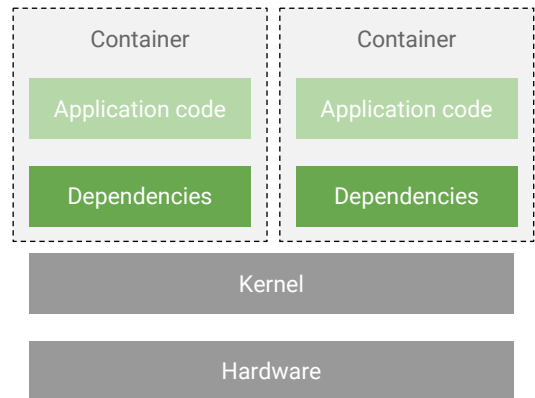 Container
Container
Application code
Application code
Dependencies
Dependencies
Kernel
Hardware